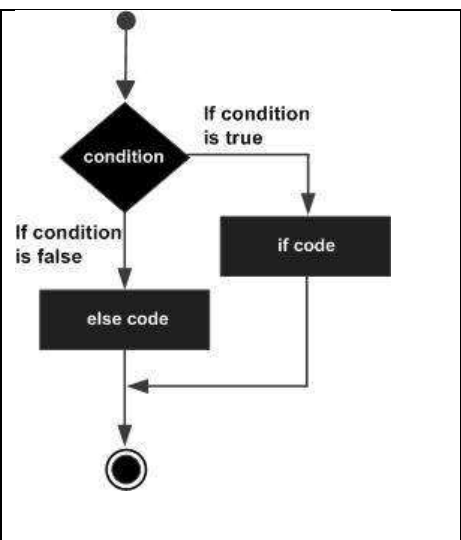 If condition
is true
condition
If condition
is false
if code
else code